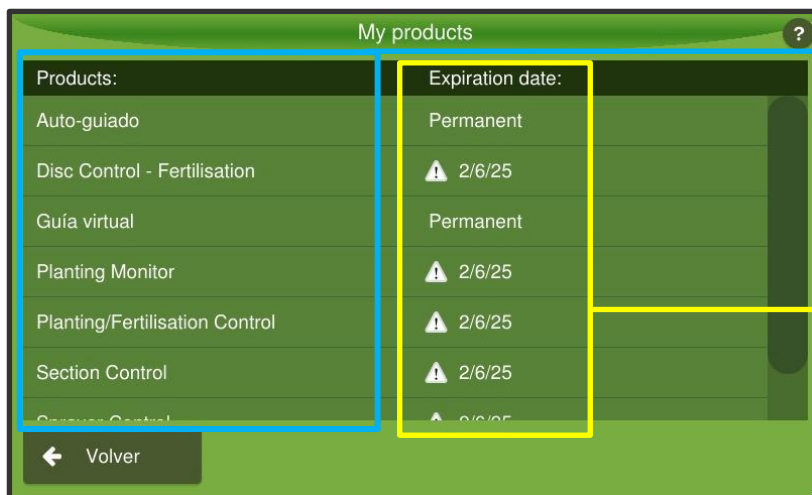 My products
?
Products: Expiration date:
Auto-guiado Permanent
Disc Control - Fertilisation 2/6/25
Guía virtual Permanent
Planting Monitor 2/6/25
Planting/Fertilisation Control 2/6/25
Section Control 2/6/25
Volver